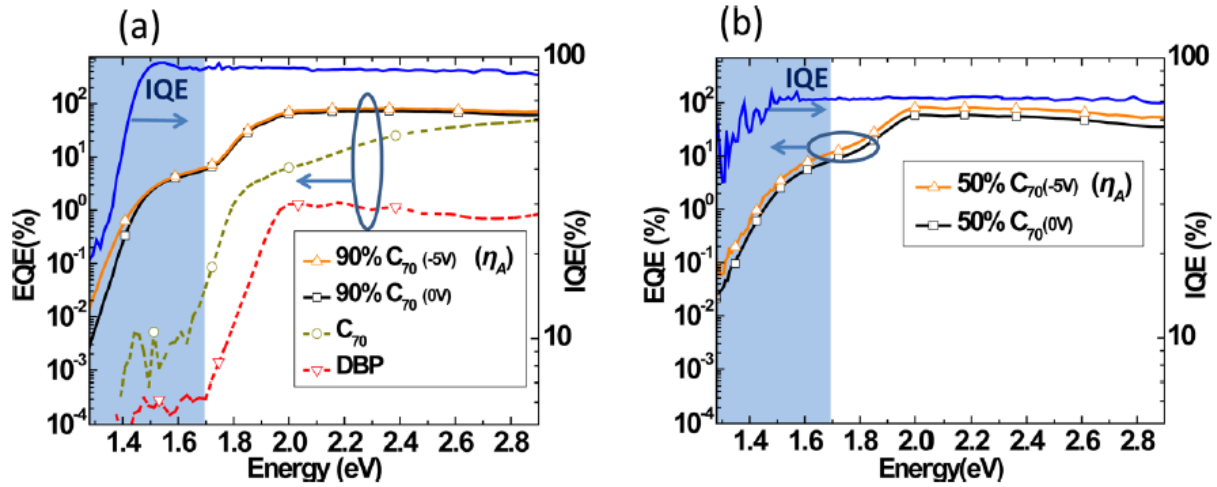 (a)
100
IQE
EQE(%)
10²
10¹
10⁰
10⁻¹
10⁻²
10⁻³
10⁻⁴
90% C₇₀ (-5V) (η_A)
90% C₇₀ (0V)
C₇₀
DBP
10
IQE (%)
1.4 1.6 1.8 2.0 2.2 2.4 2.6 2.8
Energy (eV)
(b)
100
IQE
EQE (%)
10²
10¹
10⁰
10⁻¹
10⁻²
10⁻³
10⁻⁴
50% C₇₀(-5V) (η_A)
50% C₇₀(0V)
10
IQE (%)
1.4 1.6 1.8 2.0 2.2 2.4 2.6 2.8
Energy(eV)